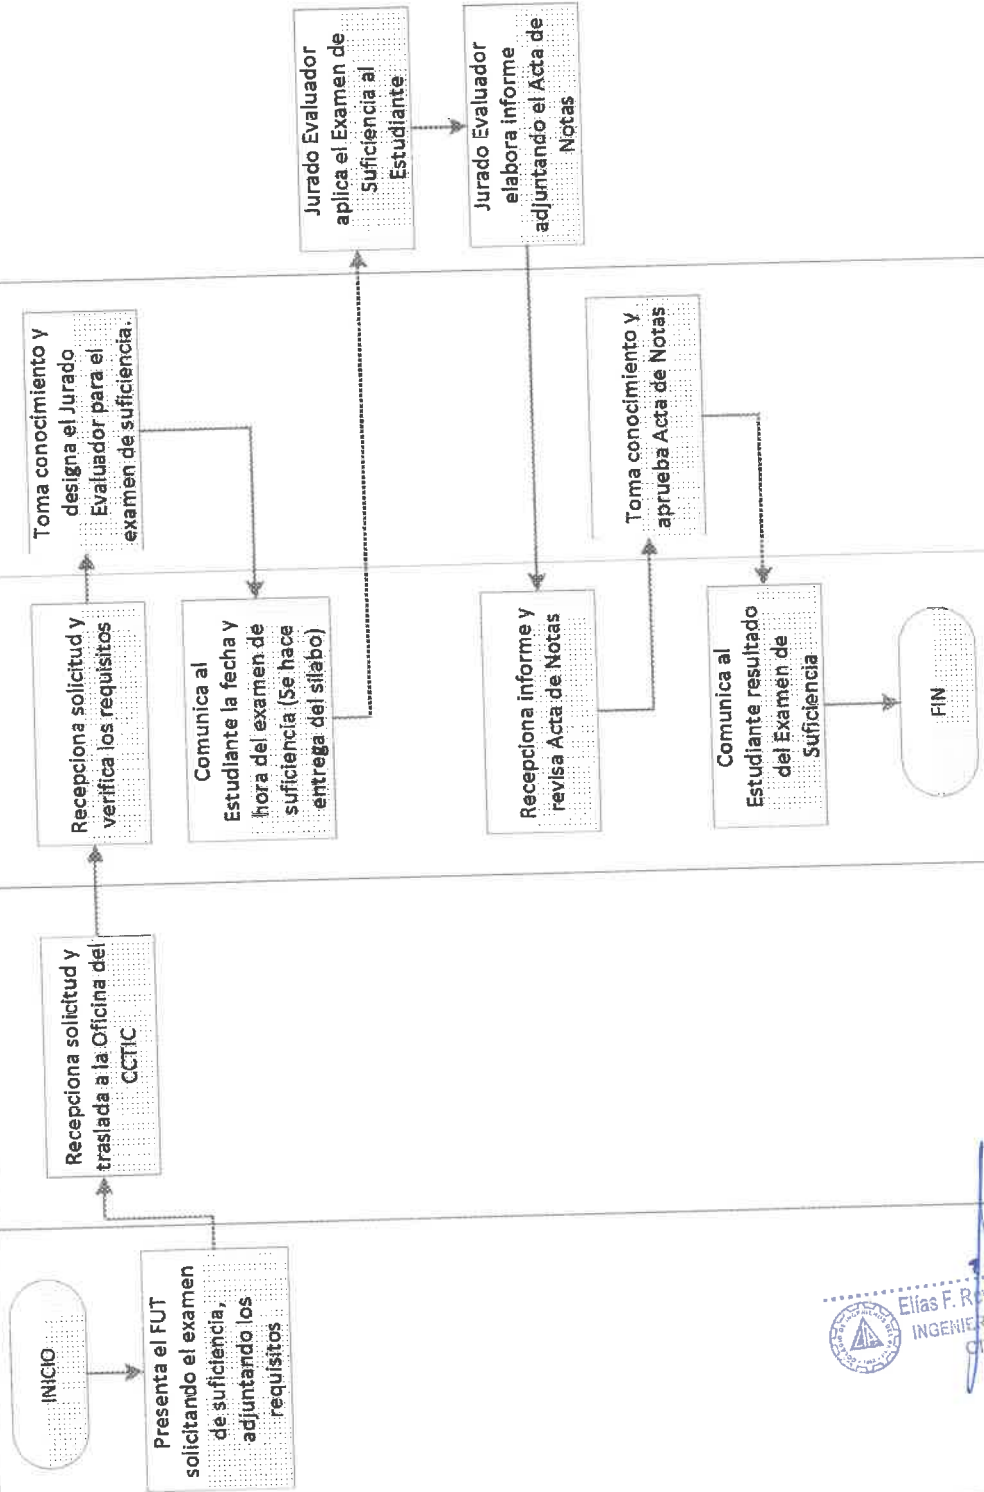 INICIO
Presenta el FUT
solicitando el examen
de suficiencia,
adjuntando los
requisitos
Recepciona solicitud y
traslada a la Oficina del
CCTIC
Recepciona solicitud y
verifica los requisitos
Toma conocimiento y
designa el Jurado
Evaluador para el
examen de suficiencia.
Comunica al
Estudiante la fecha y
hora del examen de
suficiencia (Se hace
entrega del silabo)
Jurado Evaluador
aplica el Examen de
Suficiencia al
Estudiante
Jurado Evaluador
elabora informe
adjuntando el Acta de
Notas
Recepciona informe y
revisa Acta de Notas
Toma conocimiento y
aprueba Acta de Notas
Comunica al
Estudiante resultado
del Examen de
Suficiencia
FIN
Elías F.